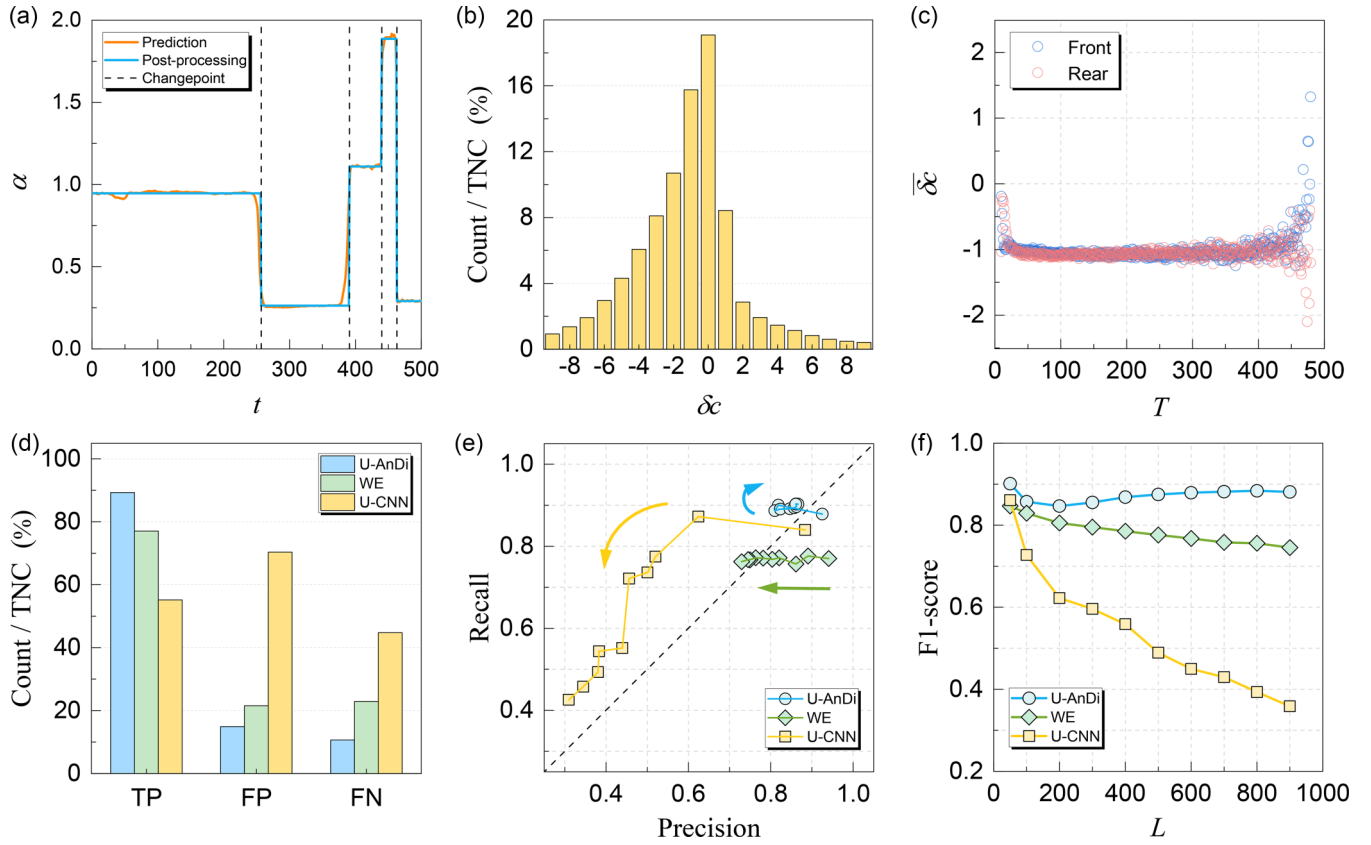 (a)
2.0
1.5
1.0
0.5
0.0
α
Prediction
Post-processing
Changepoint
0 100 200 300 400 500
t
(b)
20
16
12
8
4
0
Count / TNC (%)
-8 -6 -4 -2 0 2 4 6 8
δc
(c)
2
1
0
-1
-2
δc
Front
Rear
100 200 300 400 500
T
(d)
100
80
60
40
20
0
Count / TNC (%)
U-AnDi
WE
U-CNN
TP FP FN
(e)
1.0
0.8
0.6
0.4
Recall
U-AnDi
WE
U-CNN
0.4 0.6 0.8 1.0
Precision
(f)
1.0
0.8
0.6
0.4
0.2
F1-score
U-AnDi
WE
U-CNN
0 200 400 600 800 1000
L